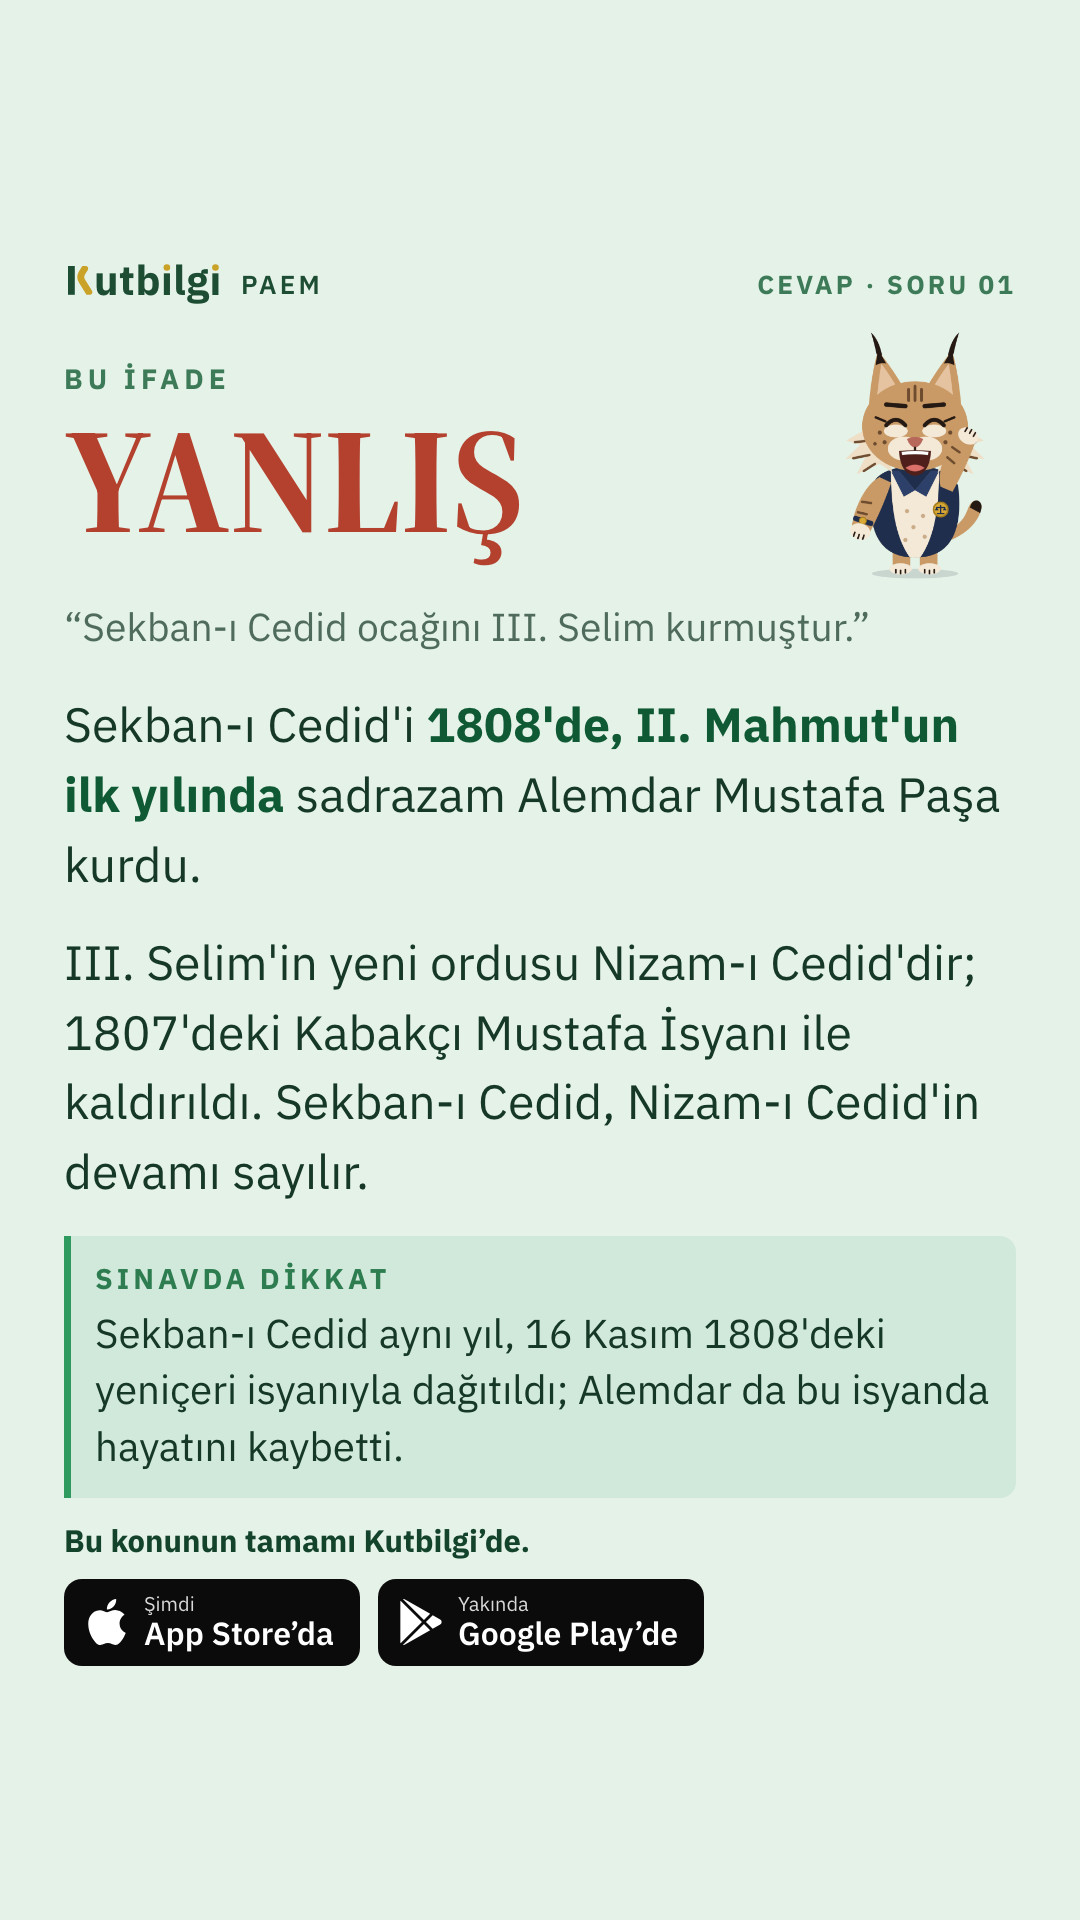 Kutbilgi PAEM
CEVAP · SORU 01
BU İFADE
YANLIŞ
“Sekban-ı Cedid ocağını III. Selim kurmuştur.”
Sekban-ı Cedid'i 1808'de, II. Mahmut'un
ilk yılında sadrazam Alemdar Mustafa Paşa
kurdu.
III. Selim'in yeni ordusu Nizam-ı Cedid'dir;
1807'deki Kabakçı Mustafa İsyanı ile
kaldırıldı. Sekban-ı Cedid, Nizam-ı Cedid'in
devamı sayılır.
SINAVDA DİKKAT
Sekban-ı Cedid aynı yıl, 16 Kasım 1808'deki
yeniçeri isyanıyla dağıtıldı; Alemdar da bu isyanda
hayatını kaybetti.
Bu konunun tamamı Kutbilgi’de.
Şimdi
App Store’da
Yakında
Google Play’de